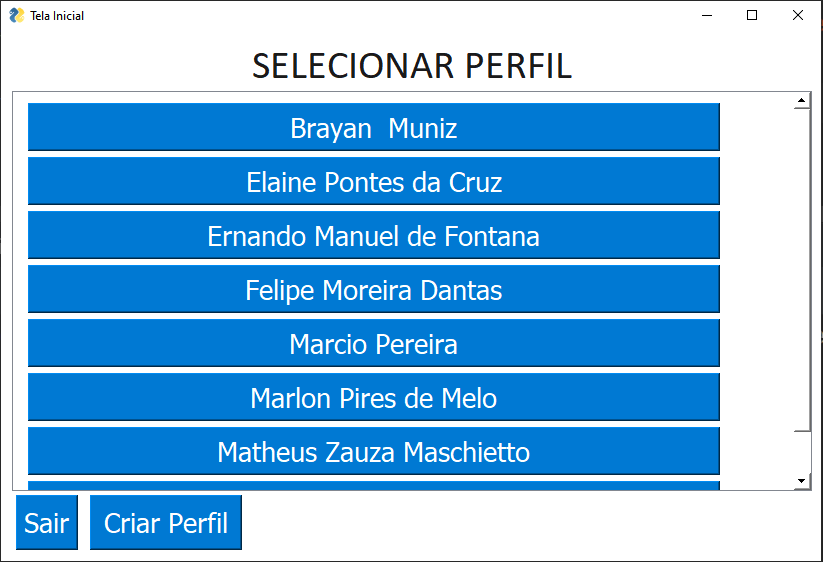 Tela Inicial
SELECIONAR PERFIL
Brayan  Muniz
Elaine Pontes da Cruz
Ernando Manuel de Fontana
Felipe Moreira Dantas
Marcio Pereira
Marlon Pires de Melo
Matheus Zauza Maschietto
Sair Criar Perfil